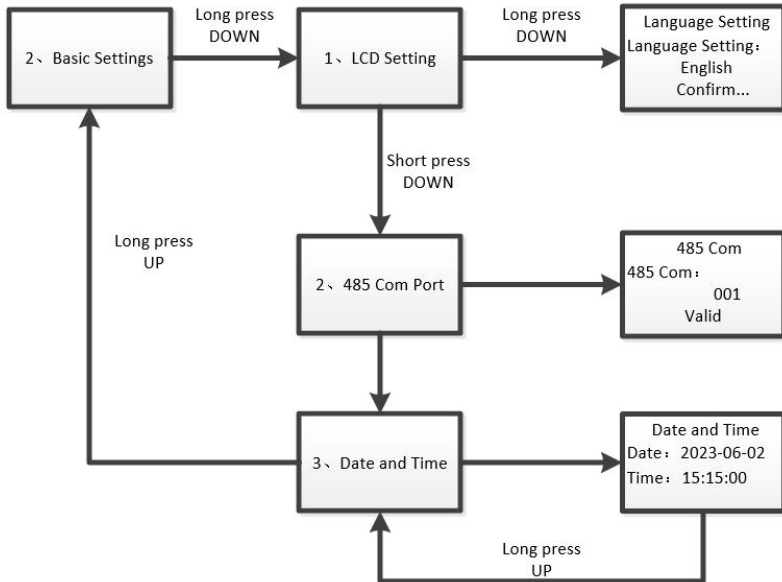 Long press
DOWN
Long press
DOWN
2、Basic Settings
1、LCD Setting
Language Setting
Language Setting：
English
Confirm...
Short press
DOWN
Long press
UP
2、485 Com Port
485 Com
485 Com：
001
Valid
3、Date and Time
Date and Time
Date：2023-06-02
Time：15:15:00
Long press
UP